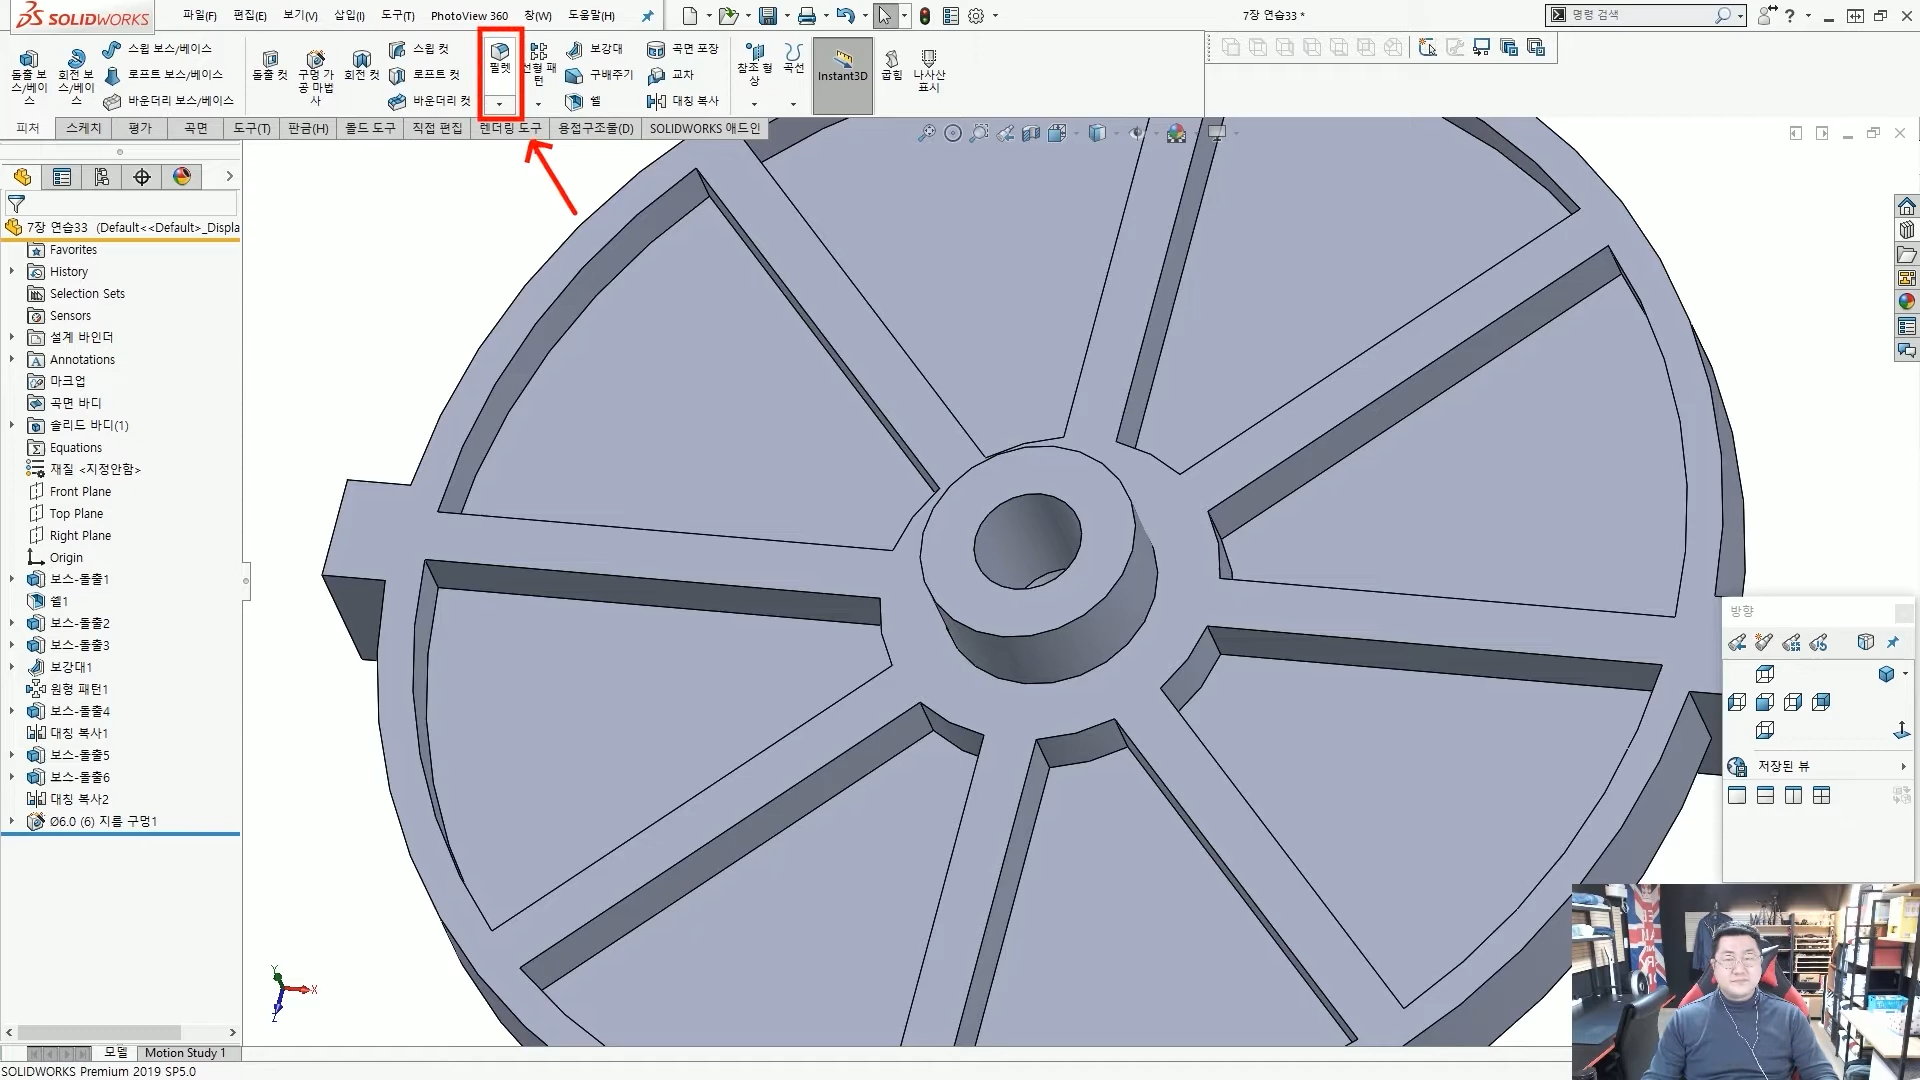 SOLIDWORKS
파일(F) 편집(E) 보기(V) 삽입(I) 도구(T) PhotoView 360 창(W) 도움말(H)
7장 연습33 *
명령 검색
돌출 보스/베이스
회전 보스/베이스
스윕 보스/베이스
로프트 보스/베이스
바운더리 보스/베이스
돌출 컷
구멍 가공 마법사
회전 컷
스윕 컷
로프트 컷
바운더리 컷
필렛
선형 패턴
보강대
구배주기
쉘
곡면 포장
교차
대칭 복사
참조 형상
곡선
Instant3D
굽힘
나사산 표시
피처 스케치 평가 곡면 도구(T) 판금(H) 몰드 도구 직접 편집 렌더링 도구 용접구조물(D) SOLIDWORKS 애드인
7장 연습33 (Default<<Default>_Displa
Favorites
History
Selection Sets
Sensors
설계 바인더
Annotations
마크업
곡면 바디
솔리드 바디(1)
Equations
재질 <지정안함>
Front Plane
Top Plane
Right Plane
Origin
보스-돌출1
쉘1
보스-돌출2
보스-돌출3
보강대1
원형 패턴1
보스-돌출4
대칭 복사1
보스-돌출5
보스-돌출6
대칭 복사2
Ø6.0 (6) 지름 구멍1
방향
저장된 뷰
Y
X
Z
모델 Motion Study 1
SOLIDWORKS Premium 2019 SP5.0